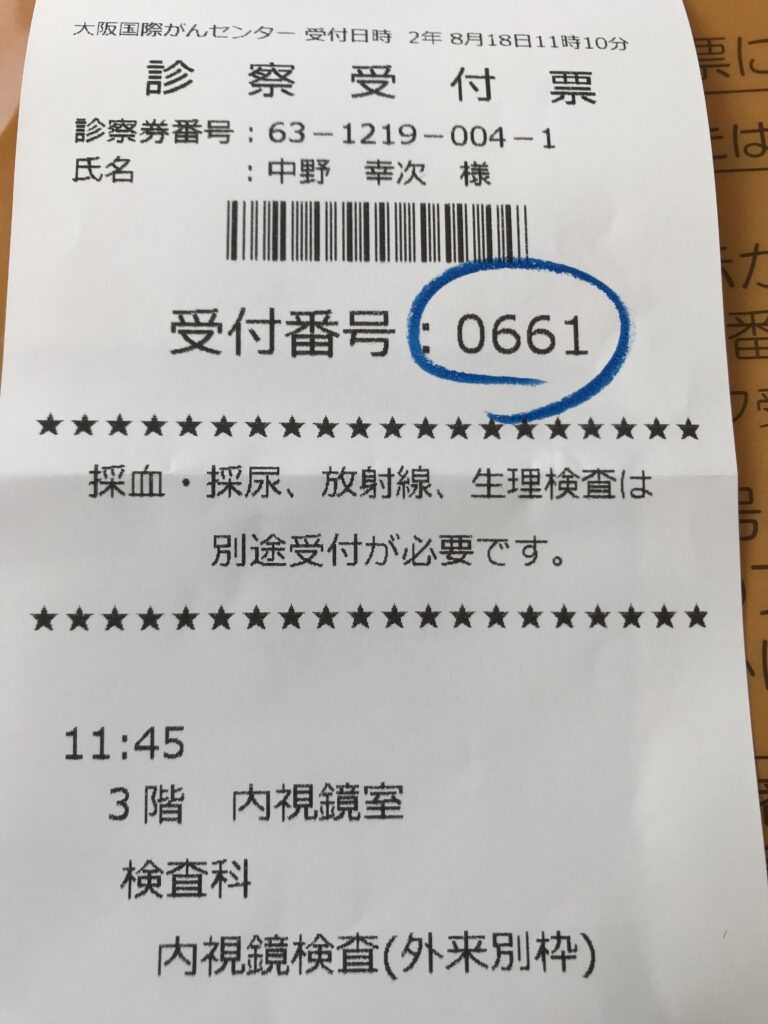 大阪国際がんセンター 受付日時 2年 8月18日11時10分
診察受付票
診察券番号：63－1219－004－1
氏名　　　：中野　幸次　様
受付番号：0661
★★★★★★★★★★★★★★★★★★★
採血・採尿、放射線、生理検査は
別途受付が必要です。
★★★★★★★★★★★★★★★★★★★
11:45
3階　内視鏡室
検査科
内視鏡検査(外来別枠)